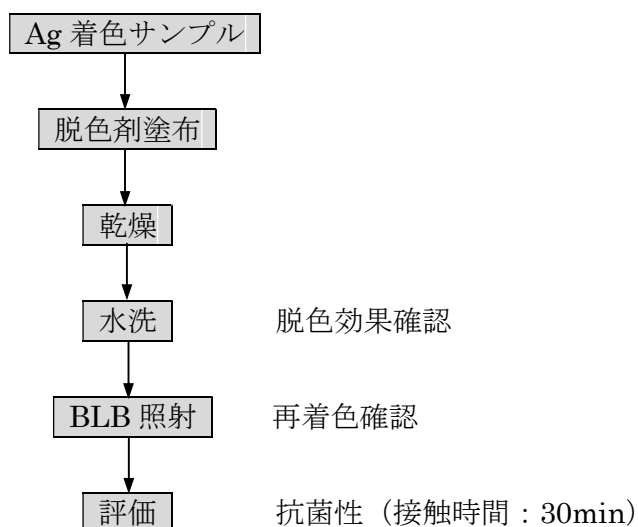 Ag 着色サンプル
脱色剤塗布
乾燥
水洗 脱色効果確認
BLB 照射 再着色確認
評価 抗菌性（接触時間：30min）